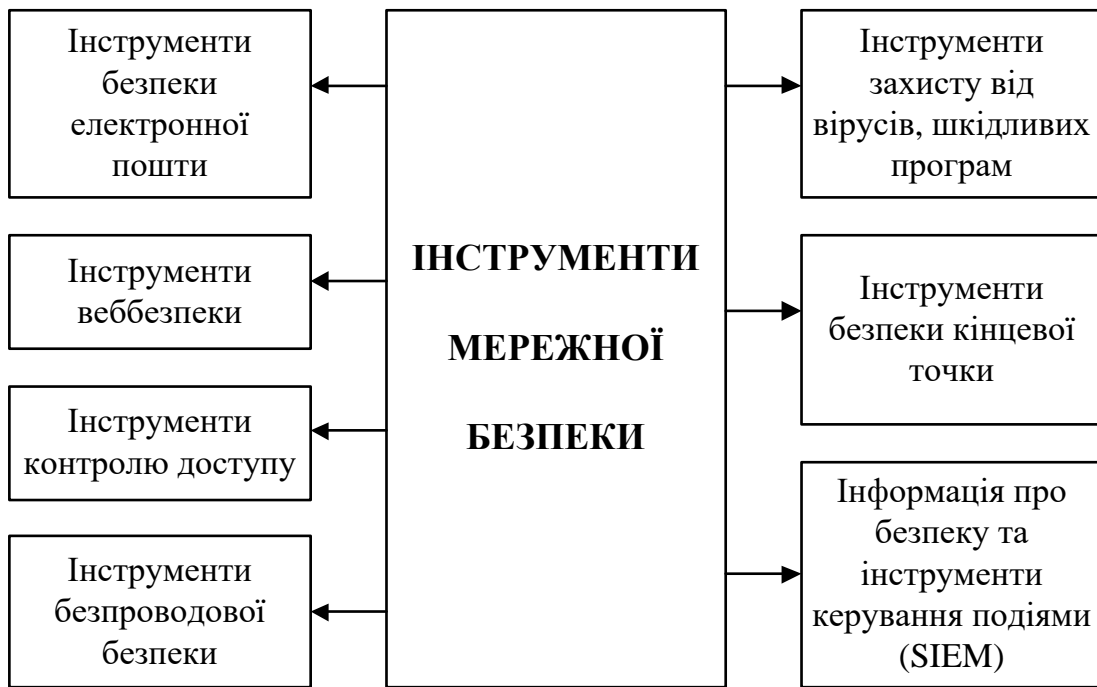 Інструменти
безпеки
електронної
пошти
Інструменти
веббезпеки
Інструменти
контролю доступу
Інструменти
безпроводової
безпеки
ІНСТРУМЕНТИ
МЕРЕЖНОЇ
БЕЗПЕКИ
Інструменти
захисту від
вірусів, шкідливих
програм
Інструменти
безпеки кінцевої
точки
Інформація про
безпеку та
інструменти
керування подіями
(SIEM)